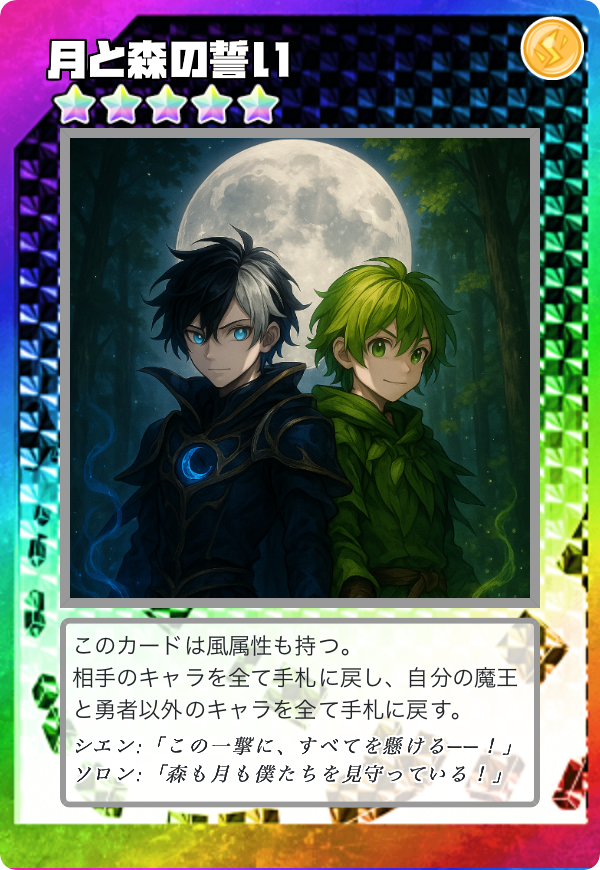 月と森の誓い
このカードは風属性も持つ。
相手のキャラを全て手札に戻し、自分の魔王
と勇者以外のキャラを全て手札に戻す。
シエン:「この一撃に、すべてを懸ける——！」
ソロン:「森も月も僕たちを見守っている！」